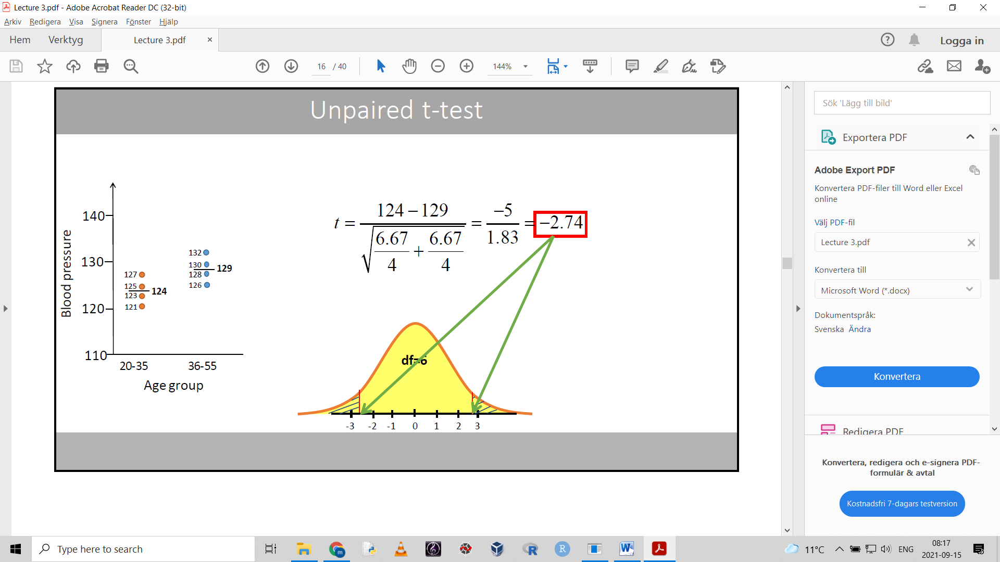 Lecture 3.pdf - Adobe Acrobat Reader DC (32-bit)
Arkiv Redigera Visa Signera Fönster Hjälp
Hem Verktyg Lecture 3.pdf × Logga in
16 / 40 144%
Unpaired t-test
Blood pressure
140
130
120
110
127
125
123
121
124
132
130
128
126
129
20-35 36-55
Age group
t = (124 − 129) / √(6.67/4 + 6.67/4) = −5/1.83 = −2.74
df=6
-3 -2 -1 0 1 2 3
Sök 'Lägg till bild'
Exportera PDF
Adobe Export PDF
Konvertera PDF-filer till Word eller Excel
online
Välj PDF-fil
Lecture 3.pdf
Konvertera till
Microsoft Word (*.docx)
Dokumentspråk:
Svenska Ändra
Konvertera
Redigera PDF
Konvertera, redigera och e-signera PDF-
formulär & avtal
Kostnadsfri 7-dagars testversion
Type here to search
11°C ENG 08:17
2021-09-15